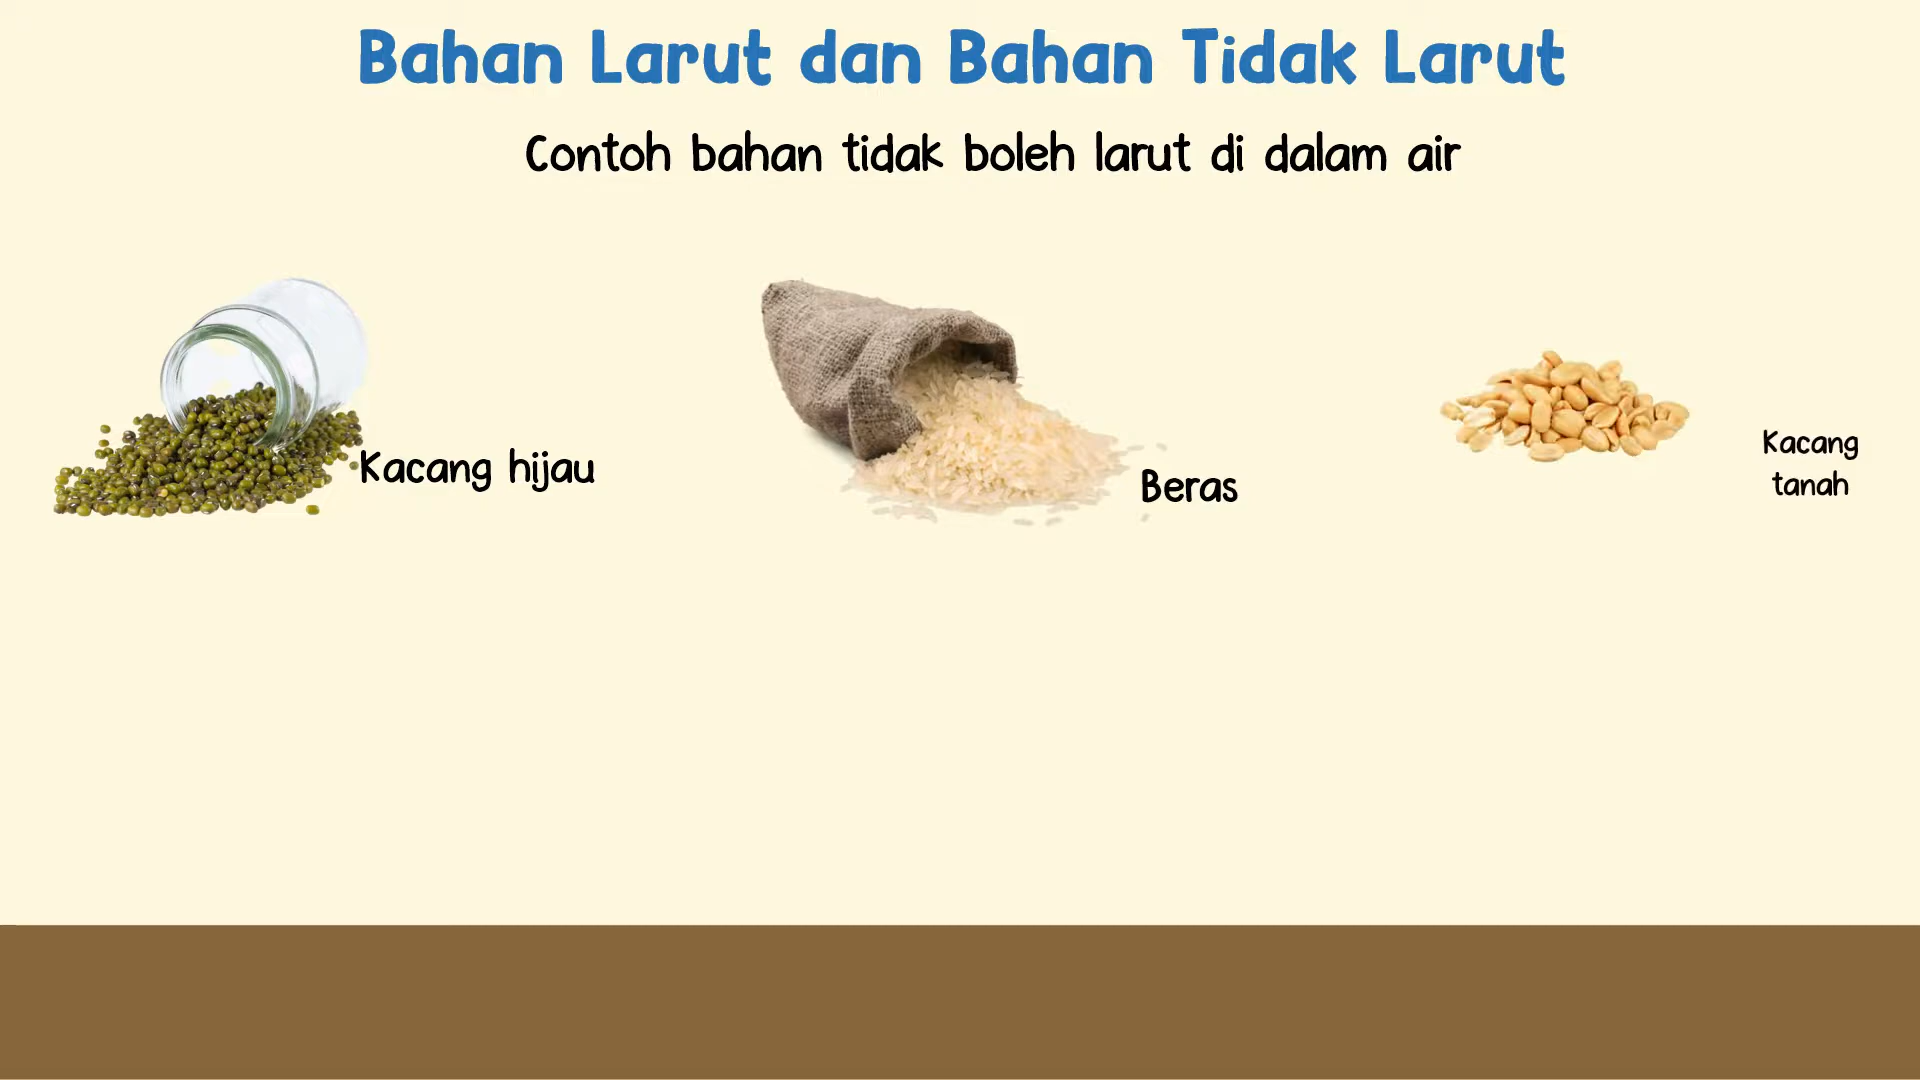 Bahan Larut dan Bahan Tidak Larut
Contoh bahan tidak boleh larut di dalam air
Kacang hijau
Beras
Kacang
tanah